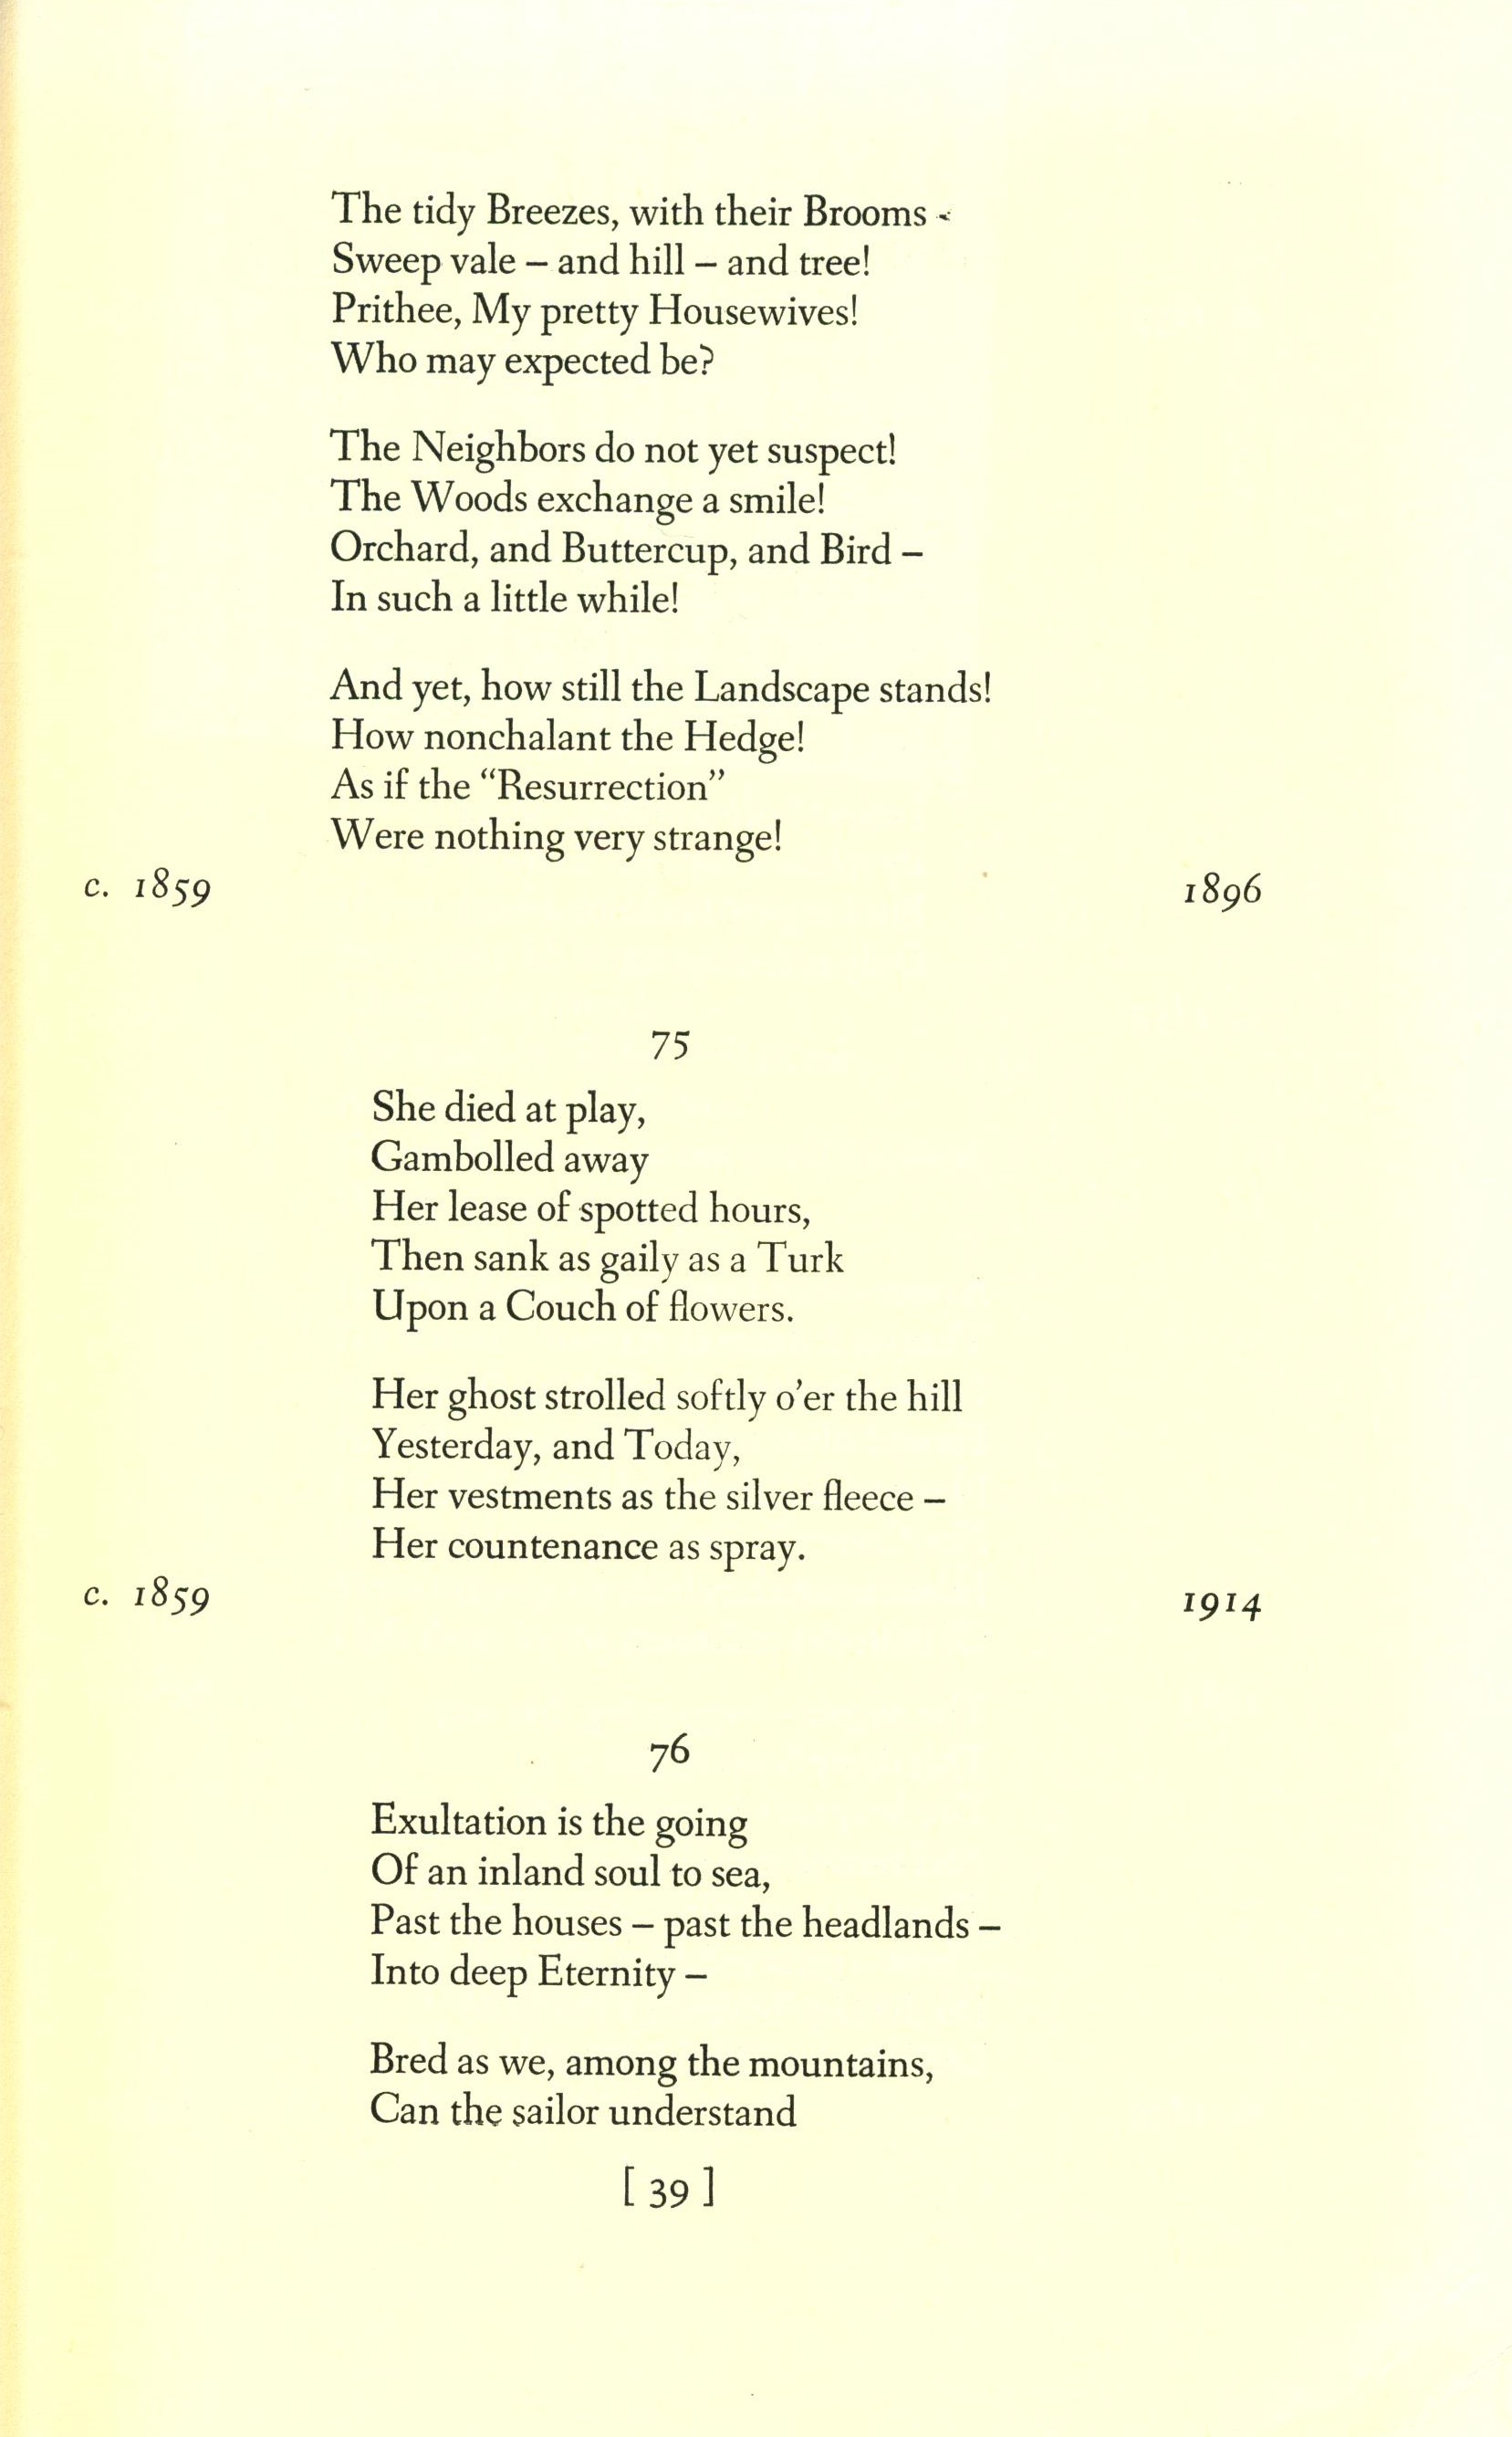 The tidy Breezes, with their Brooms –
Sweep vale – and hill – and tree!
Prithee, My pretty Housewives!
Who may expected be?
The Neighbors do not yet suspect!
The Woods exchange a smile!
Orchard, and Buttercup, and Bird –
In such a little while!
And yet, how still the Landscape stands!
How nonchalant the Hedge!
As if the “Resurrection”
Were nothing very strange!
c. 1859 1896
75
She died at play,
Gambolled away
Her lease of spotted hours,
Then sank as gaily as a Turk
Upon a Couch of flowers.
Her ghost strolled softly o’er the hill
Yesterday, and Today,
Her vestments as the silver fleece –
Her countenance as spray.
c. 1859 1914
76
Exultation is the going
Of an inland soul to sea,
Past the houses – past the headlands –
Into deep Eternity –
Bred as we, among the mountains,
Can the sailor understand
[ 39 ]